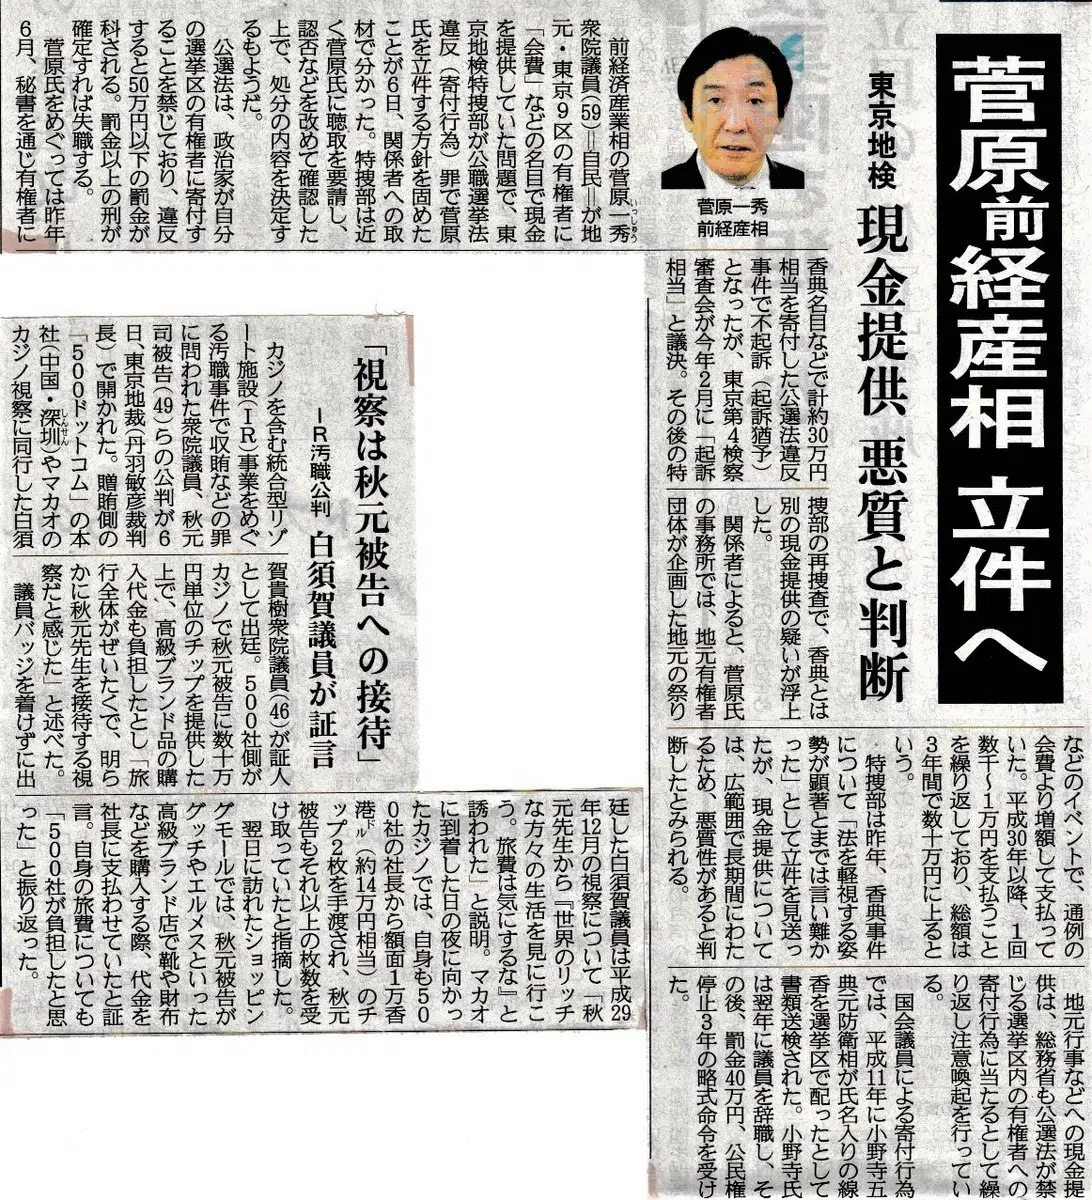 菅原前経産相 立件へ
東京地検
現金提供 悪質と判断
菅原一秀
前経産相
前経済産業相の菅原一秀
いっしゅう
衆院議員(59)=自民=が地
元・東京9区の有権者に
「会費」などの名目で現金
を提供していた問題で、東
京地検特捜部が公職選挙法
違反(寄付行為)罪で菅原
氏を立件する方針を固めた
ことが6日、関係者への取
材で分かった。特捜部は近
く菅原氏に聴取を要請し、
認否などを改めて確認した
上で、処分の内容を決定す
るもようだ。
公選法は、政治家が自分
の選挙区の有権者に寄付す
ることを禁じており、違反
すると50万円以下の罰金が
科される。罰金以上の刑が
確定すれば失職する。
菅原氏をめぐっては昨年
6月、秘書を通じ有権者に
香典名目などで計約30万円
相当を寄付した公選法違反
事件で不起訴(起訴猶予)
となったが、東京第4検察
審査会が今年2月に「起訴
相当」と議決。その後の特
捜部の再捜査で、香典とは
別の現金提供の疑いが浮上
した。
関係者によると、菅原氏
の事務所では、地元有権者
団体が企画した地元の祭り
などのイベントで、通例の
会費より増額して支払って
いた。平成30年以降、1回
数千~1万円を支払うこと
を繰り返しており、総額は
3年間で数十万円に上ると
いう。
特捜部は昨年、香典事件
について「法を軽視する姿
勢が顕著とまでは言い難か
った」として立件を見送っ
たが、現金提供について
は、広範囲で長期間にわた
るため、悪質性があると判
断したとみられる。
地元行事などへの現金提
供は、総務省も公選法が禁
じる選挙区内の有権者への
寄付行為に当たるとして繰
り返し注意喚起を行ってい
る。
国会議員による寄付行為
では、平成11年に小野寺五
典元防衛相が氏名入りの線
香を選挙区で配ったとして
書類送検された。小野寺氏
は翌年に議員を辞職し、そ
の後、罰金40万円、公民権
停止3年の略式命令を受け
た。
「視察は秋元被告への接待」
IR汚職公判 白須賀議員が証言
カジノを含む統合型リゾ
ート施設(IR)事業をめぐ
る汚職事件で収賄などの罪
に問われた衆院議員、秋元
司被告(49)らの公判が6
日、東京地裁(丹羽敏彦裁判
長)で開かれた。贈賄側の
「500ドットコム」の本
社(中国・深圳)やマカオの
しんせん
カジノ視察に同行した白須
賀貴樹衆院議員(46)が証人
として出廷。500社側が
カジノで秋元被告に数十万
円単位のチップを提供した
上で、高級ブランド品の購
入代金も負担したとし「旅
行全体がぜいたくで、明ら
かに秋元先生を接待する視
察だと感じた」と述べた。
議員バッジを着けずに出
廷した白須賀議員は平成29
年12月の視察について「秋
元先生から『世界のリッチ
な方々の生活を見に行こ
う。旅費は気にするな』と
誘われた」と説明。マカオ
に到着した日の夜に向かっ
たカジノでは、自身も50
0社の社長から額面1万香
港㌦(約14万円相当)のチ
ップ2枚を手渡され、秋元
被告もそれ以上の枚数を受
け取っていたと指摘した。
翌日に訪れたショッピン
グモールでは、秋元被告が
グッチやエルメスといった
高級ブランド店で靴や財布
などを購入する際、代金を
社長に支払わせていたと証
言。自身の旅費についても
「500社が負担したと思
った」と振り返った。